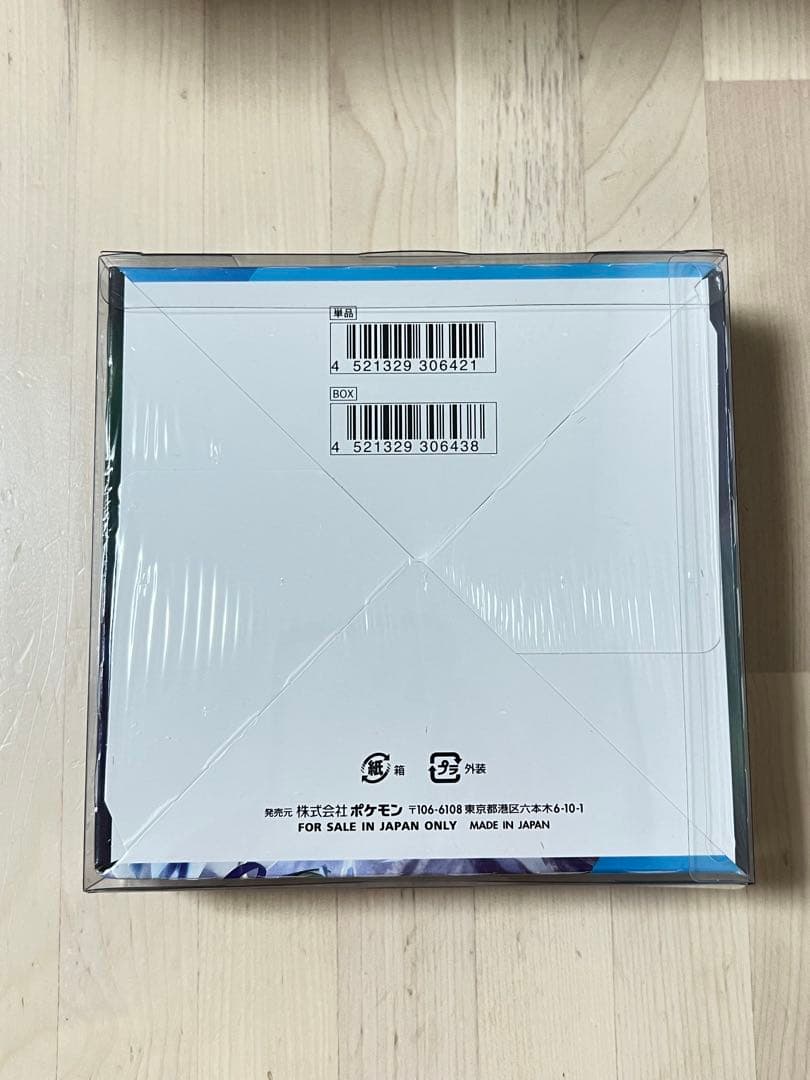 単品
4 521329 306421
BOX
4 521329 306438
紙 箱 プラ 外装
発売元 株式会社 ポケモン 〒106-6108 東京都港区六本木6-10-1
FOR SALE IN JAPAN ONLY MADE IN JAPAN